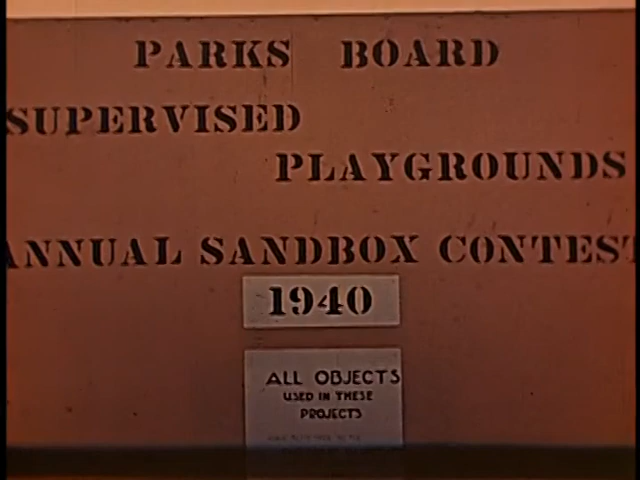 PARKS BOARD
SUPERVISED
PLAYGROUNDS
ANNUAL SANDBOX CONTEST
1940
ALL OBJECTS
USED IN THESE
PROJECTS